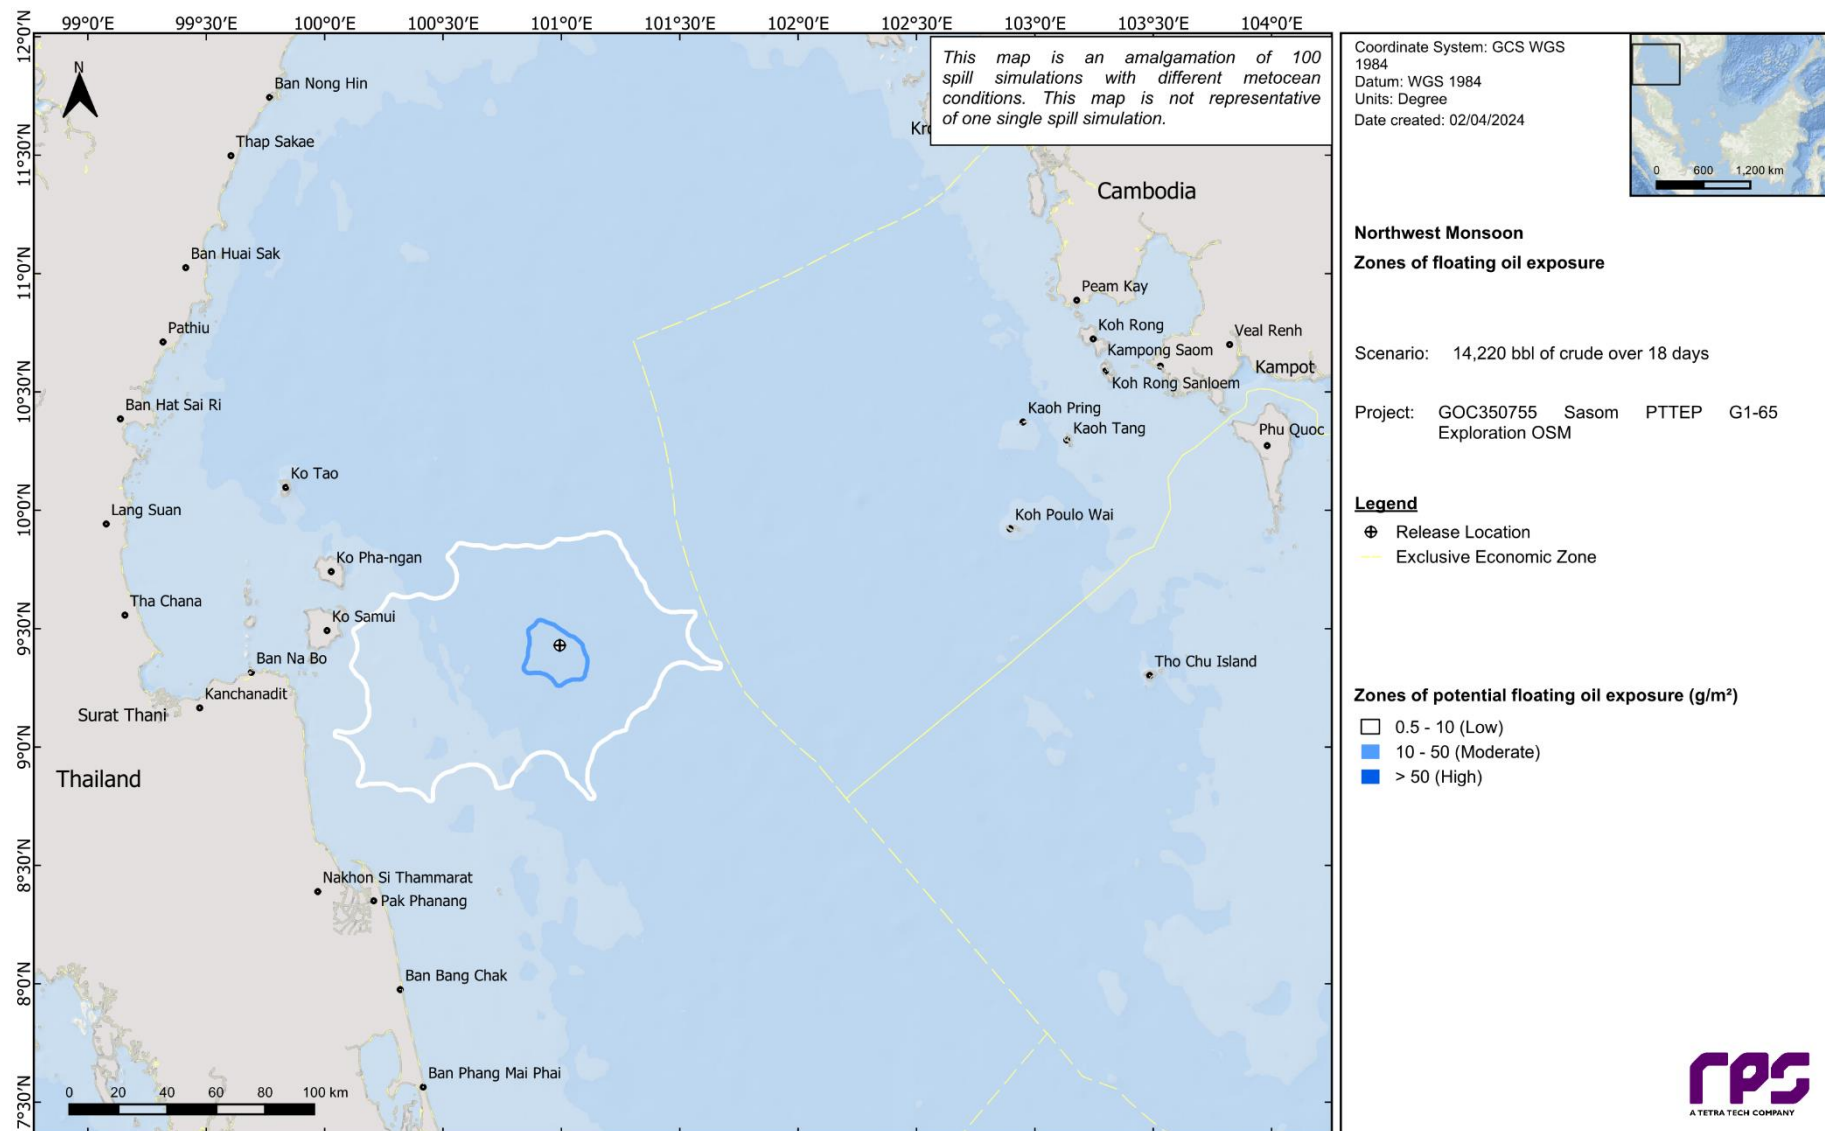 99°0'E 99°30'E 100°0'E 100°30'E 101°0'E 101°30'E 102°0'E 102°30'E 103°0'E 103°30'E 104°0'E
12°0'N
11°30'N
11°0'N
10°30'N
10°0'N
9°30'N
9°0'N
8°30'N
8°0'N
7°30'N
N
This map is an amalgamation of 100
spill simulations with different metocean
conditions. This map is not representative
of one single spill simulation.
Ban Nong Hin
Thap Sakae
Cambodia
Ban Huai Sak
Peam Kay
Pathiu
Koh Rong
Veal Renh
Kampong Saom
Kampot
Koh Rong Sanloem
Ban Hat Sai Ri
Kaoh Pring
Kaoh Tang
Phu Quoc
Ko Tao
Lang Suan
Koh Poulo Wai
Ko Pha-ngan
Tha Chana
Ko Samui
Ban Na Bo
Tho Chu Island
Kanchanadit
Surat Thani
Thailand
Nakhon Si Thammarat
Pak Phanang
Ban Bang Chak
Ban Phang Mai Phai
0 20 40 60 80 100 km
Coordinate System: GCS WGS
1984
Datum: WGS 1984
Units: Degree
Date created: 02/04/2024
0 600 1,200 km
Northwest Monsoon
Zones of floating oil exposure
Scenario: 14,220 bbl of crude over 18 days
Project: GOC350755 Sasom PTTEP G1-65
Exploration OSM
Legend
Release Location
Exclusive Economic Zone
Zones of potential floating oil exposure (g/m²)
0.5 - 10 (Low)
10 - 50 (Moderate)
> 50 (High)
rps
A TETRA TECH COMPANY